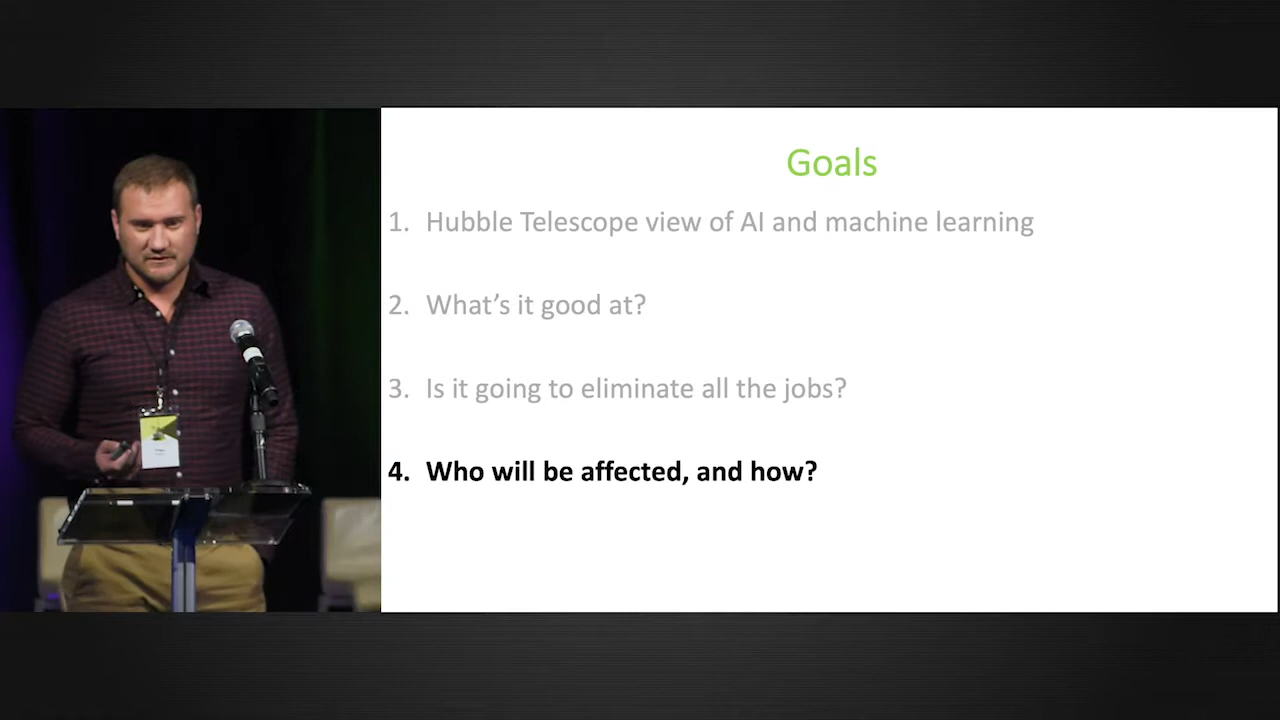 Goals
1. Hubble Telescope view of AI and machine learning
2. What's it good at?
3. Is it going to eliminate all the jobs?
4. Who will be affected, and how?